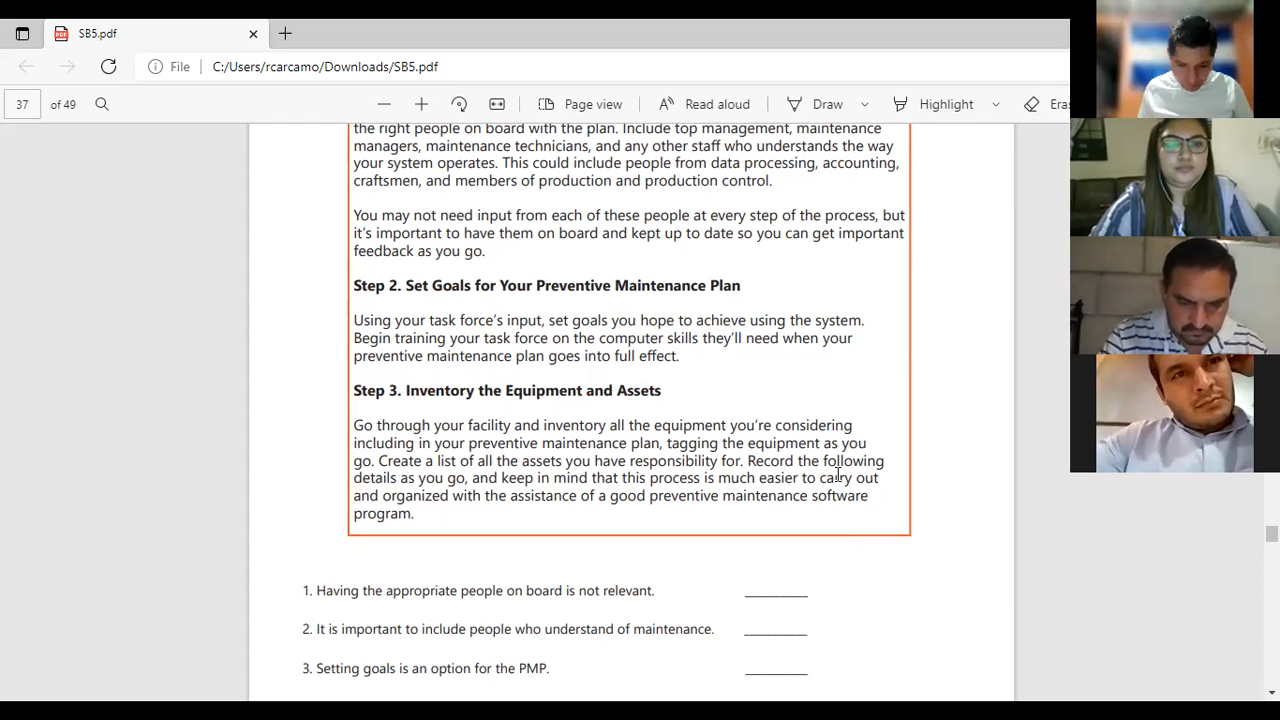 SB5.pdf
File C:/Users/rcarcamo/Downloads/SB5.pdf
37 of 49 Page view Read aloud Draw Highlight Eras
the right people on board with the plan. Include top management, maintenance
managers, maintenance technicians, and any other staff who understands the way
your system operates. This could include people from data processing, accounting,
craftsmen, and members of production and production control.
You may not need input from each of these people at every step of the process, but
it's important to have them on board and kept up to date so you can get important
feedback as you go.
Step 2. Set Goals for Your Preventive Maintenance Plan
Using your task force's input, set goals you hope to achieve using the system.
Begin training your task force on the computer skills they'll need when your
preventive maintenance plan goes into full effect.
Step 3. Inventory the Equipment and Assets
Go through your facility and inventory all the equipment you're considering
including in your preventive maintenance plan, tagging the equipment as you
go. Create a list of all the assets you have responsibility for. Record the following
details as you go, and keep in mind that this process is much easier to carry out
and organized with the assistance of a good preventive maintenance software
program.
1. Having the appropriate people on board is not relevant. __________
2. It is important to include people who understand of maintenance. __________
3. Setting goals is an option for the PMP. __________